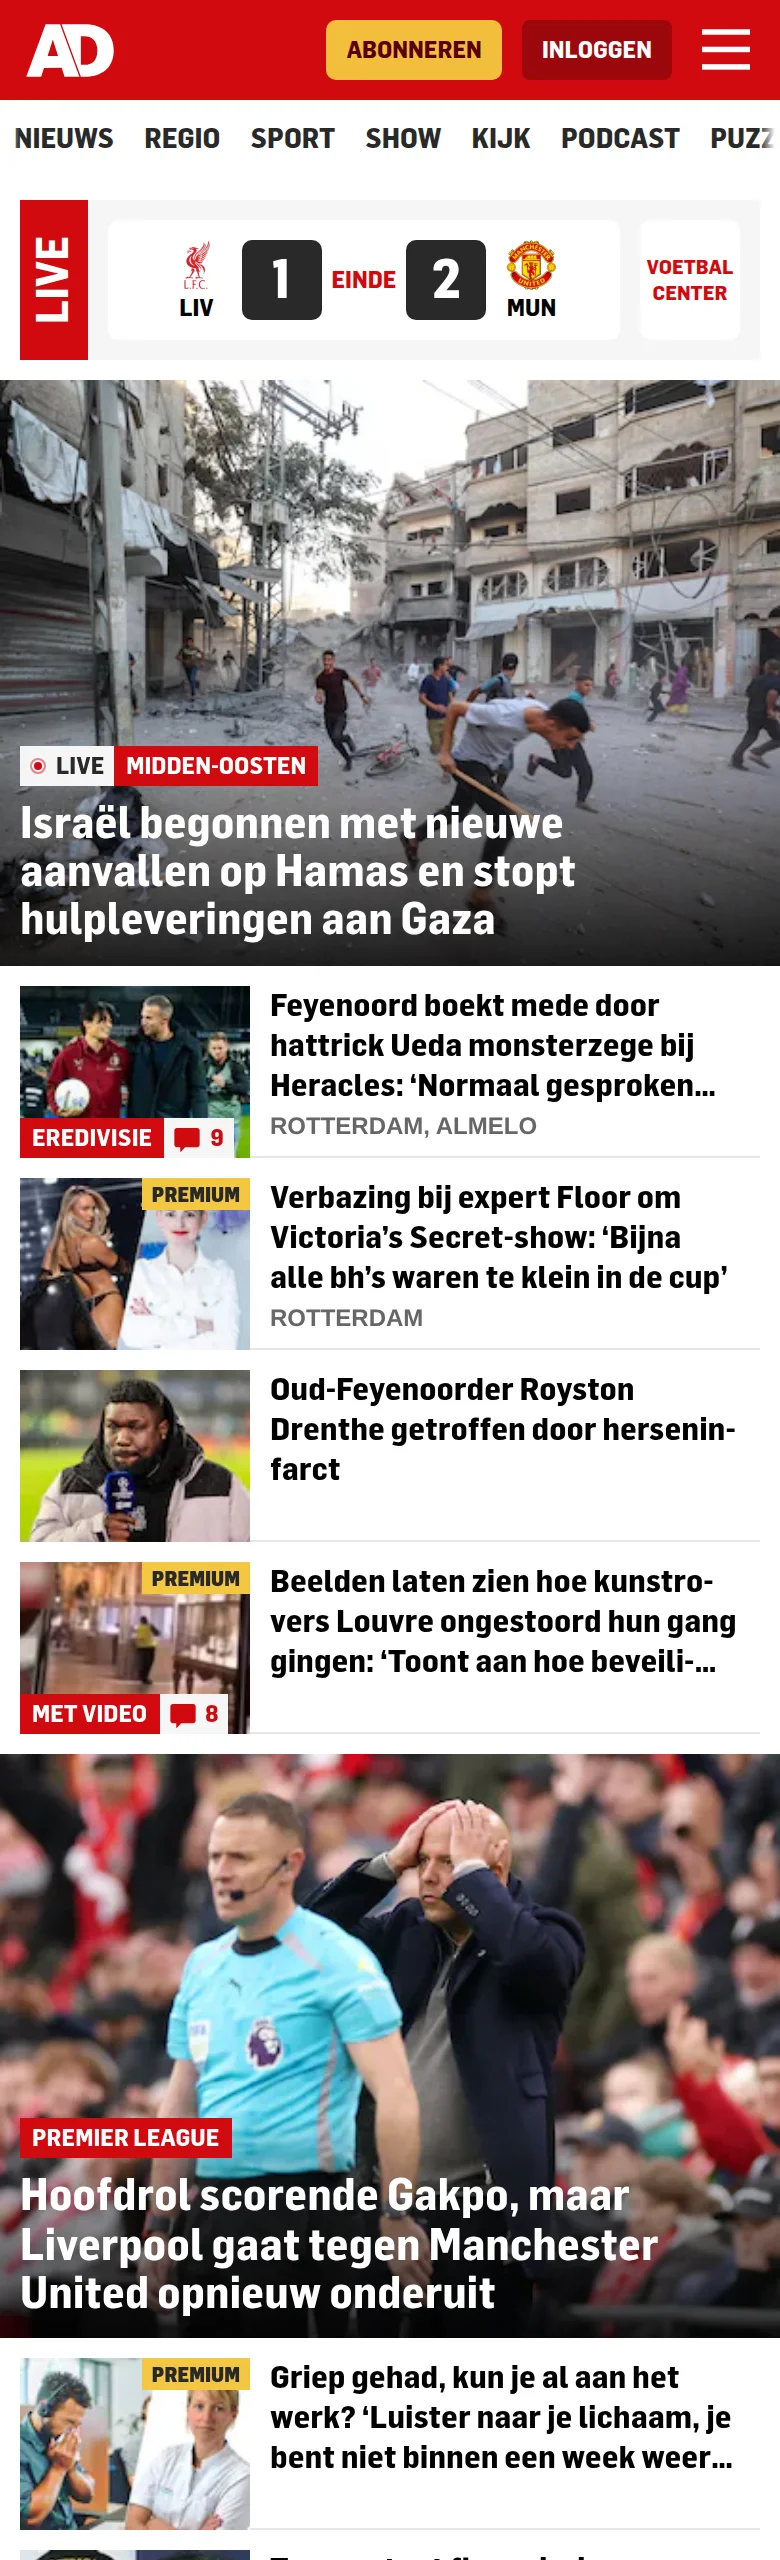 AD
ABONNEREN
INLOGGEN
NIEUWS REGIO SPORT SHOW KIJK PODCAST PUZZ
LIVE
L.F.C.
LIV
1
EINDE
2
MANCHESTER
UNITED
MUN
VOETBAL
CENTER
LIVE MIDDEN-OOSTEN
Israël begonnen met nieuwe
aanvallen op Hamas en stopt
hulpleveringen aan Gaza
EREDIVISIE 9
Feyenoord boekt mede door
hattrick Ueda monsterzege bij
Heracles: ‘Normaal gesproken...
ROTTERDAM, ALMELO
PREMIUM
Verbazing bij expert Floor om
Victoria’s Secret-show: ‘Bijna
alle bh’s waren te klein in de cup’
ROTTERDAM
Oud-Feyenoorder Royston
Drenthe getroffen door hersenin-
farct
PREMIUM
MET VIDEO 8
Beelden laten zien hoe kunstro-
vers Louvre ongestoord hun gang
gingen: ‘Toont aan hoe beveili-...
PREMIER LEAGUE
Hoofdrol scorende Gakpo, maar
Liverpool gaat tegen Manchester
United opnieuw onderuit
PREMIUM
Griep gehad, kun je al aan het
werk? ‘Luister naar je lichaam, je
bent niet binnen een week weer...